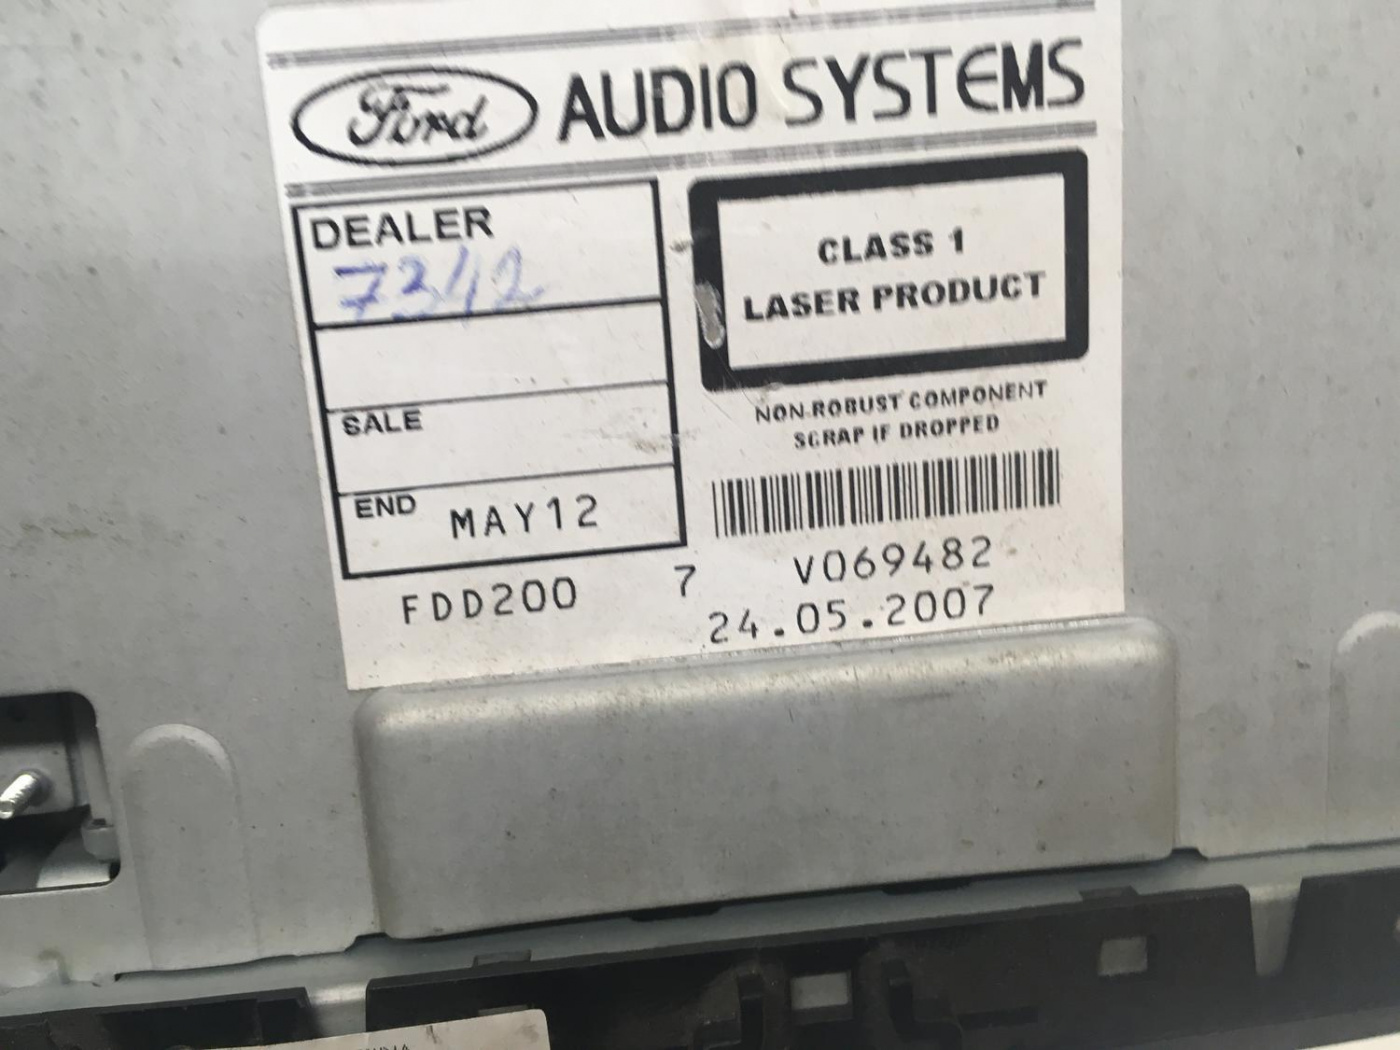 Ford AUDIO SYSTEMS
DEALER
7342
SALE
END MAY12
FDD200 7
CLASS 1
LASER PRODUCT
NON-ROBUST COMPONENT
SCRAP IF DROPPED
V069482
24.05.2007